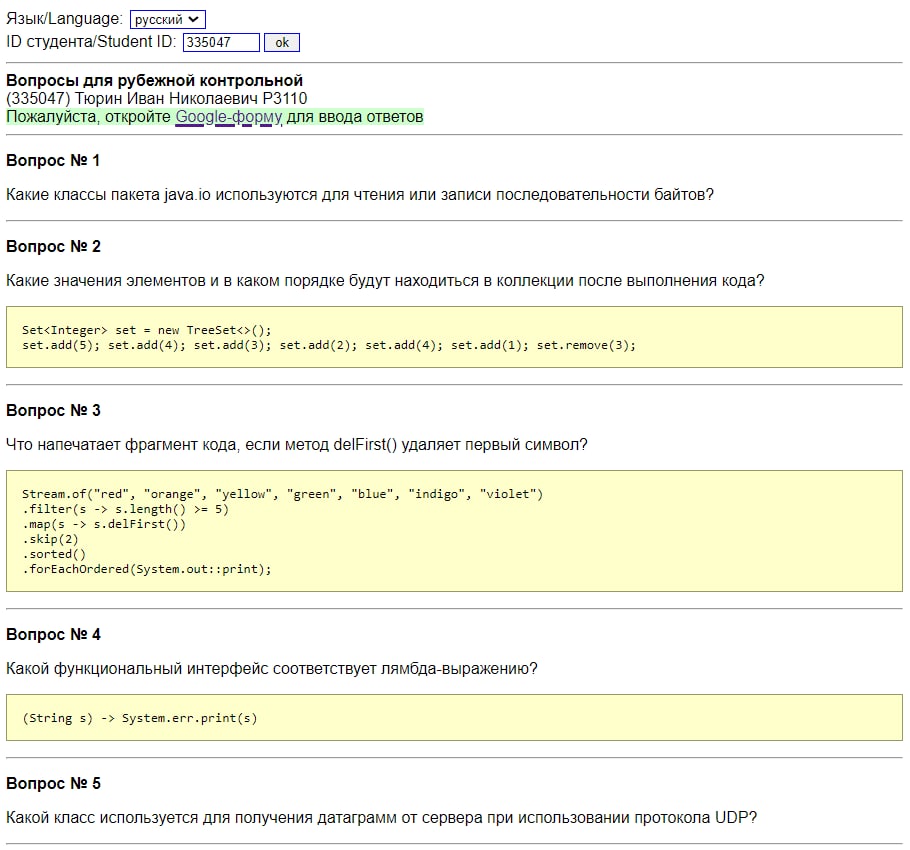 Язык/Language: русский
ID студента/Student ID: 335047 ok
Вопросы для рубежной контрольной
(335047) Тюрин Иван Николаевич P3110
Пожалуйста, откройте Google-форму для ввода ответов
Вопрос № 1
Какие классы пакета java.io используются для чтения или записи последовательности байтов?
Вопрос № 2
Какие значения элементов и в каком порядке будут находиться в коллекции после выполнения кода?
Set<Integer> set = new TreeSet<>();
set.add(5); set.add(4); set.add(3); set.add(2); set.add(4); set.add(1); set.remove(3);
Вопрос № 3
Что напечатает фрагмент кода, если метод delFirst() удаляет первый символ?
Stream.of("red", "orange", "yellow", "green", "blue", "indigo", "violet")
.filter(s -> s.length() >= 5)
.map(s -> s.delFirst())
.skip(2)
.sorted()
.forEachOrdered(System.out::print);
Вопрос № 4
Какой функциональный интерфейс соответствует лямбда-выражению?
(String s) -> System.err.print(s)
Вопрос № 5
Какой класс используется для получения датаграмм от сервера при использовании протокола UDP?